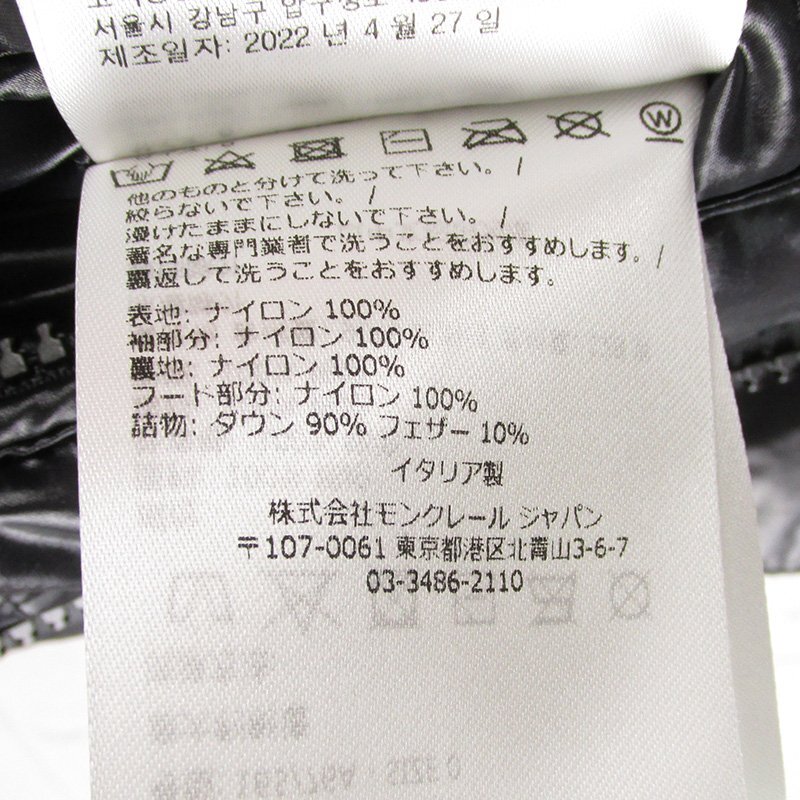 서울시 강남구 압구정로
제조일자: 2022 년 4 월 27 일
W
他のものと分けて洗って下さい。/
絞らないで下さい。/
浸けたままにしないで下さい。/
著名な専門業者で洗うことをおすすめします。/
裏返して洗うことをおすすめします。
表地: ナイロン 100%
袖部分: ナイロン 100%
裏地: ナイロン 100%
フード部分: ナイロン 100%
詰物: ダウン 90% フェザー 10%
イタリア製
株式会社モンクレール ジャパン
〒107-0061 東京都港区北青山3-6-7
03-3486-2110
165/76A SIZE 0